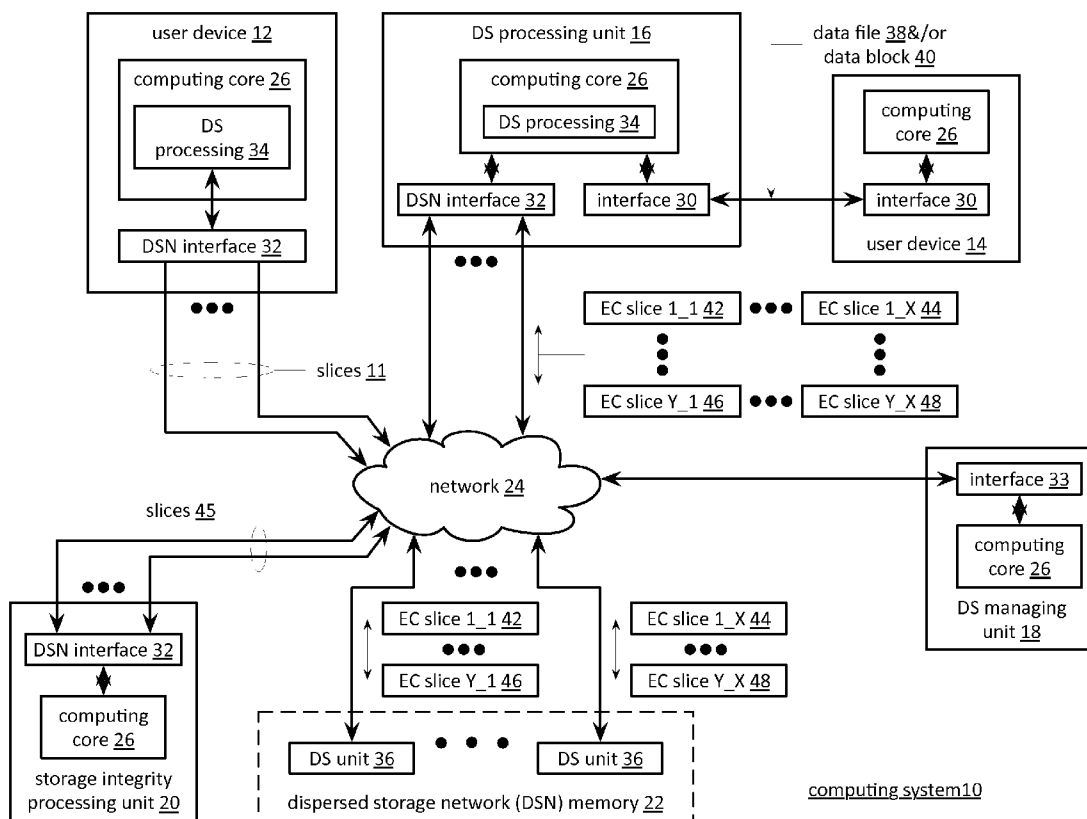 user device 12
computing core 26
DS
processing 34
DSN interface 32
DS processing unit 16
computing core 26
DS processing 34
DSN interface 32
interface 30
data file 38&/or
data block 40
computing
core 26
interface 30
user device 14
EC slice 1_1 42
EC slice 1_X 44
EC slice Y_1 46
EC slice Y_X 48
slices 11
network 24
slices 45
interface 33
computing
core 26
DS managing
unit 18
DSN interface 32
computing
core 26
storage integrity
processing unit 20
EC slice 1_1 42
EC slice Y_1 46
EC slice 1_X 44
EC slice Y_X 48
DS unit 36
DS unit 36
dispersed storage network (DSN) memory 22
computing system10